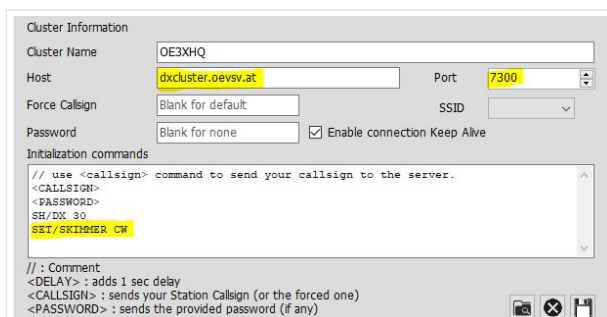 Cluster Information
Cluster Name OE3XHQ
Host dxcluster.oevsv.at Port 7300
Force Callsign Blank for default SSID
Password Blank for none Enable connection Keep Alive
Initialization commands
// use <callsign> command to send your callsign to the server.
<CALLSIGN>
<PASSWORD>
SH/DX 30
SET/SKIMMER CW
// : Comment
<DELAY> : adds 1 sec delay
<CALLSIGN> : sends your Station Callsign (or the forced one)
<PASSWORD> : sends the provided password (if any)